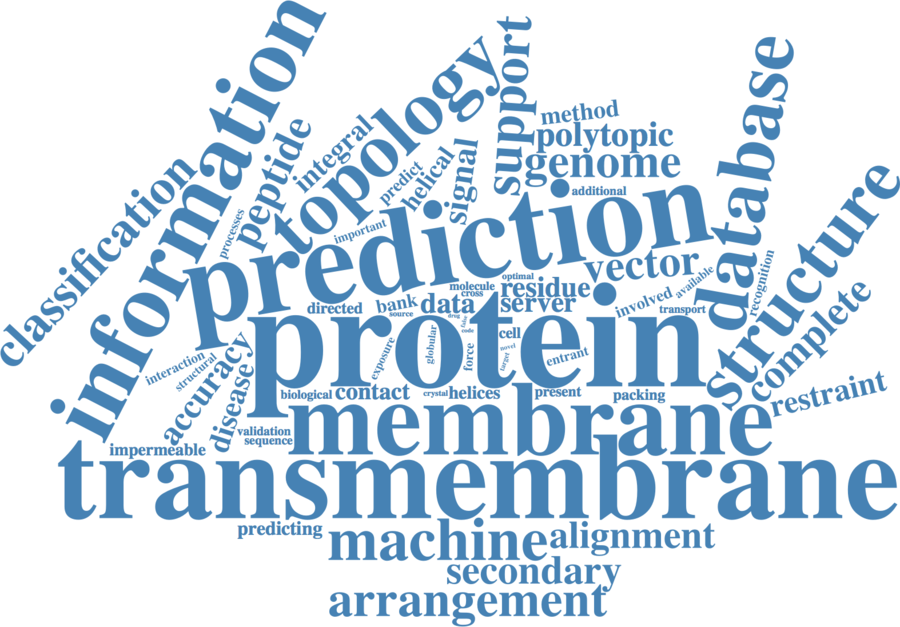 information
support
topology
database
method
polytopic
genome
integral
peptide
classification
predict
helical
signal
additional
structure
processes
important
prediction
vector
optimal
molecule
cross
residue
recognition
available
directed
bank
source
data
server
involved
transport
complete
drug
false
code
cell
protein
globular
exposure
force
novel
target
entrant
interaction
structural
accuracy
disease
biological
contact
crystal
helices
present
packing
restraint
membrane
validation
sequence
impermeable
transmembrane
predicting
machine
alignment
secondary
arrangement